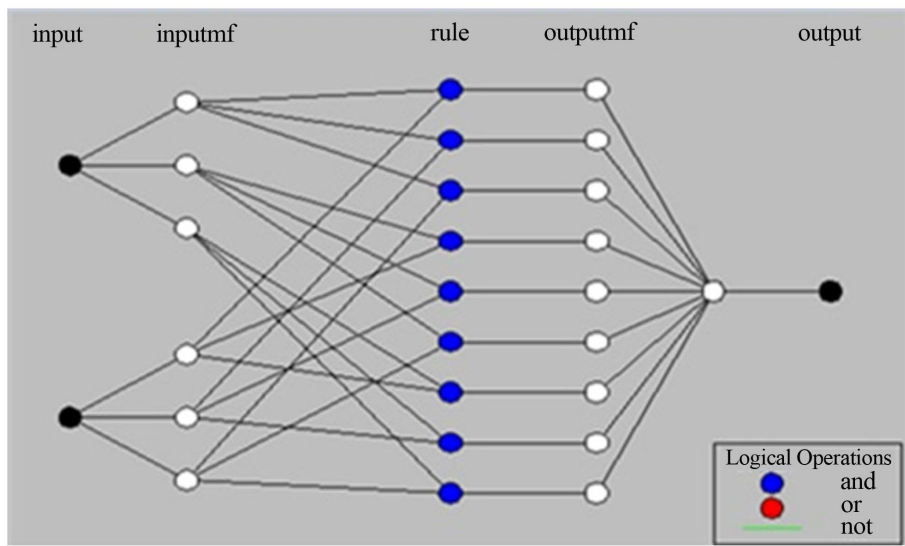 input inputmf rule outputmf output
Logical Operations
and
or
not